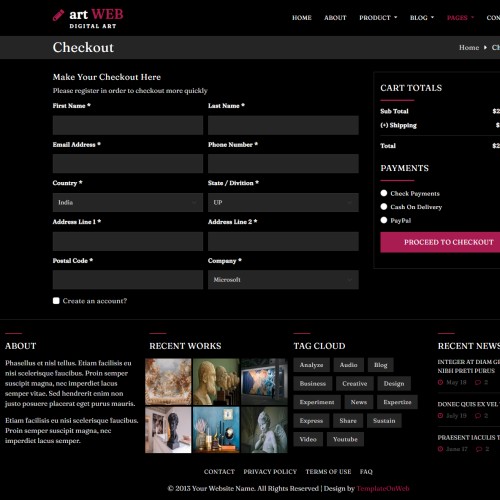 art WEB
DIGITAL ART
HOME ABOUT PRODUCT BLOG PAGES CON
Checkout
Home Ch
Make Your Checkout Here
Please register in order to checkout more quickly
First Name * Last Name *
Email Address * Phone Number *
Country * State / Divition *
India UP
Address Line 1 * Address Line 2 *
Postal Code * Company *
Microsoft
Create an account?
CART TOTALS
Sub Total $2
(+) Shipping $
Total $2
PAYMENTS
Check Payments
Cash On Delivery
PayPal
PROCEED TO CHECKOUT
ABOUT
Phasellus et nisl tellus. Etiam facilisis eu
nisi scelerisque faucibus. Proin semper
suscipit magna, nec imperdiet lacus
semper vitae. Sed hendrerit enim non
justo posuere placerat eget purus mauris.
Etiam facilisis eu nisi scelerisque faucibus.
Proin semper suscipit magna, nec
imperdiet lacus semper.
RECENT WORKS
TAG CLOUD
Analyze Audio Blog
Business Creative Design
Experiment News Expertize
Express Share Sustain
Video Youtube
RECENT NEWS
INTEGER AT DIAM GR
NIBH PRETI PURUS
May 19 2
DONEC QUIS EX VEL
July 19 2
PRAESENT IACULIS T
June 17 2
CONTACT PRIVACY POLICY TERMS OF USE FAQ
© 2013 Your Website Name. All Rights Reserved | Design by TemplateOnWeb